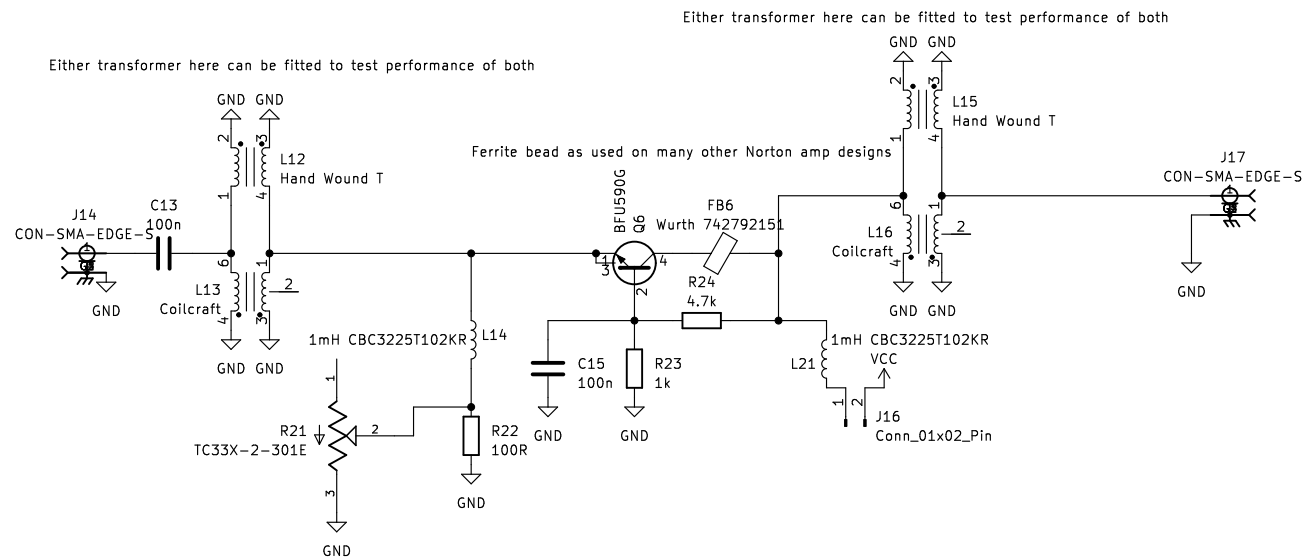 Either transformer here can be fitted to test performance of both
GND GND
Either transformer here can be fitted to test performance of both
GND GND
2 3
L15
Hand Wound T
1 4
2 3
L12
Hand Wound T
1 4
Ferrite bead as used on many other Norton amp designs
J17
CON-SMA-EDGE-S
1
BFU590G
Q6
FB6
Wurth 742792151
C13
100n
J14
CON-SMA-EDGE-S
1
6 1
L16
Coilcraft
2
4 3
GND GND
GND
1
3
4
2
6 1
L13
Coilcraft
2
4 3
GND GND
GND
R24
4.7k
1mH CBC3225T102KR
L14
1mH CBC3225T102KR
L21
VCC
1 2
J16
Conn_01x02_Pin
C15
100n
R23
1k
GND GND
1
R21
TC33X-2-301E
2
3
GND
R22
100R
GND